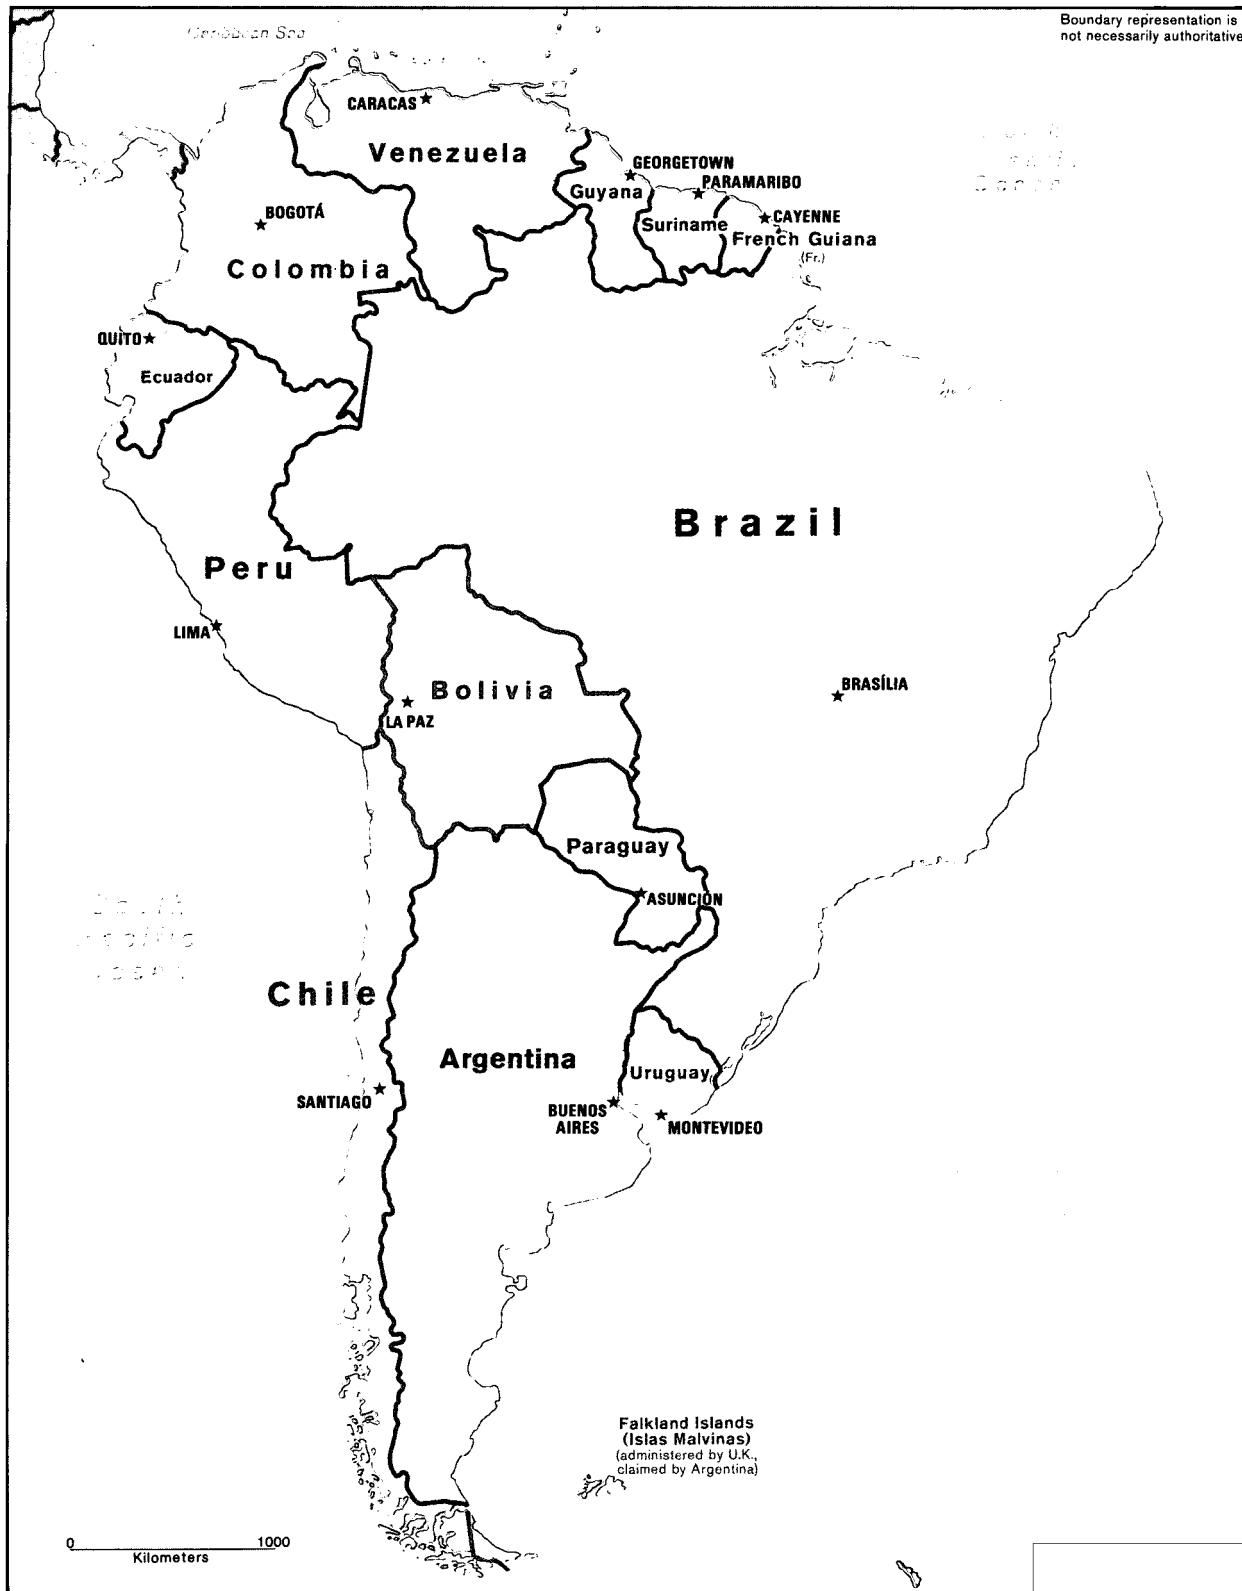 Boundary representation is
not necessarily authoritative
Caribbean Sea
CARACAS
Venezuela
GEORGETOWN
PARAMARIBO
Guyana
BOGOTÁ
CAYENNE
Suriname
French Guiana
(Fr.)
Colombia
QUITO
Ecuador
Brazil
Peru
LIMA
BRASÍLIA
Bolivia
LA PAZ
Paraguay
ASUNCIÓN
Chile
Argentina
Uruguay
SANTIAGO
BUENOS
AIRES
MONTEVIDEO
Falkland Islands
(Islas Malvinas)
(administered by U.K.,
claimed by Argentina)
0 1000
Kilometers